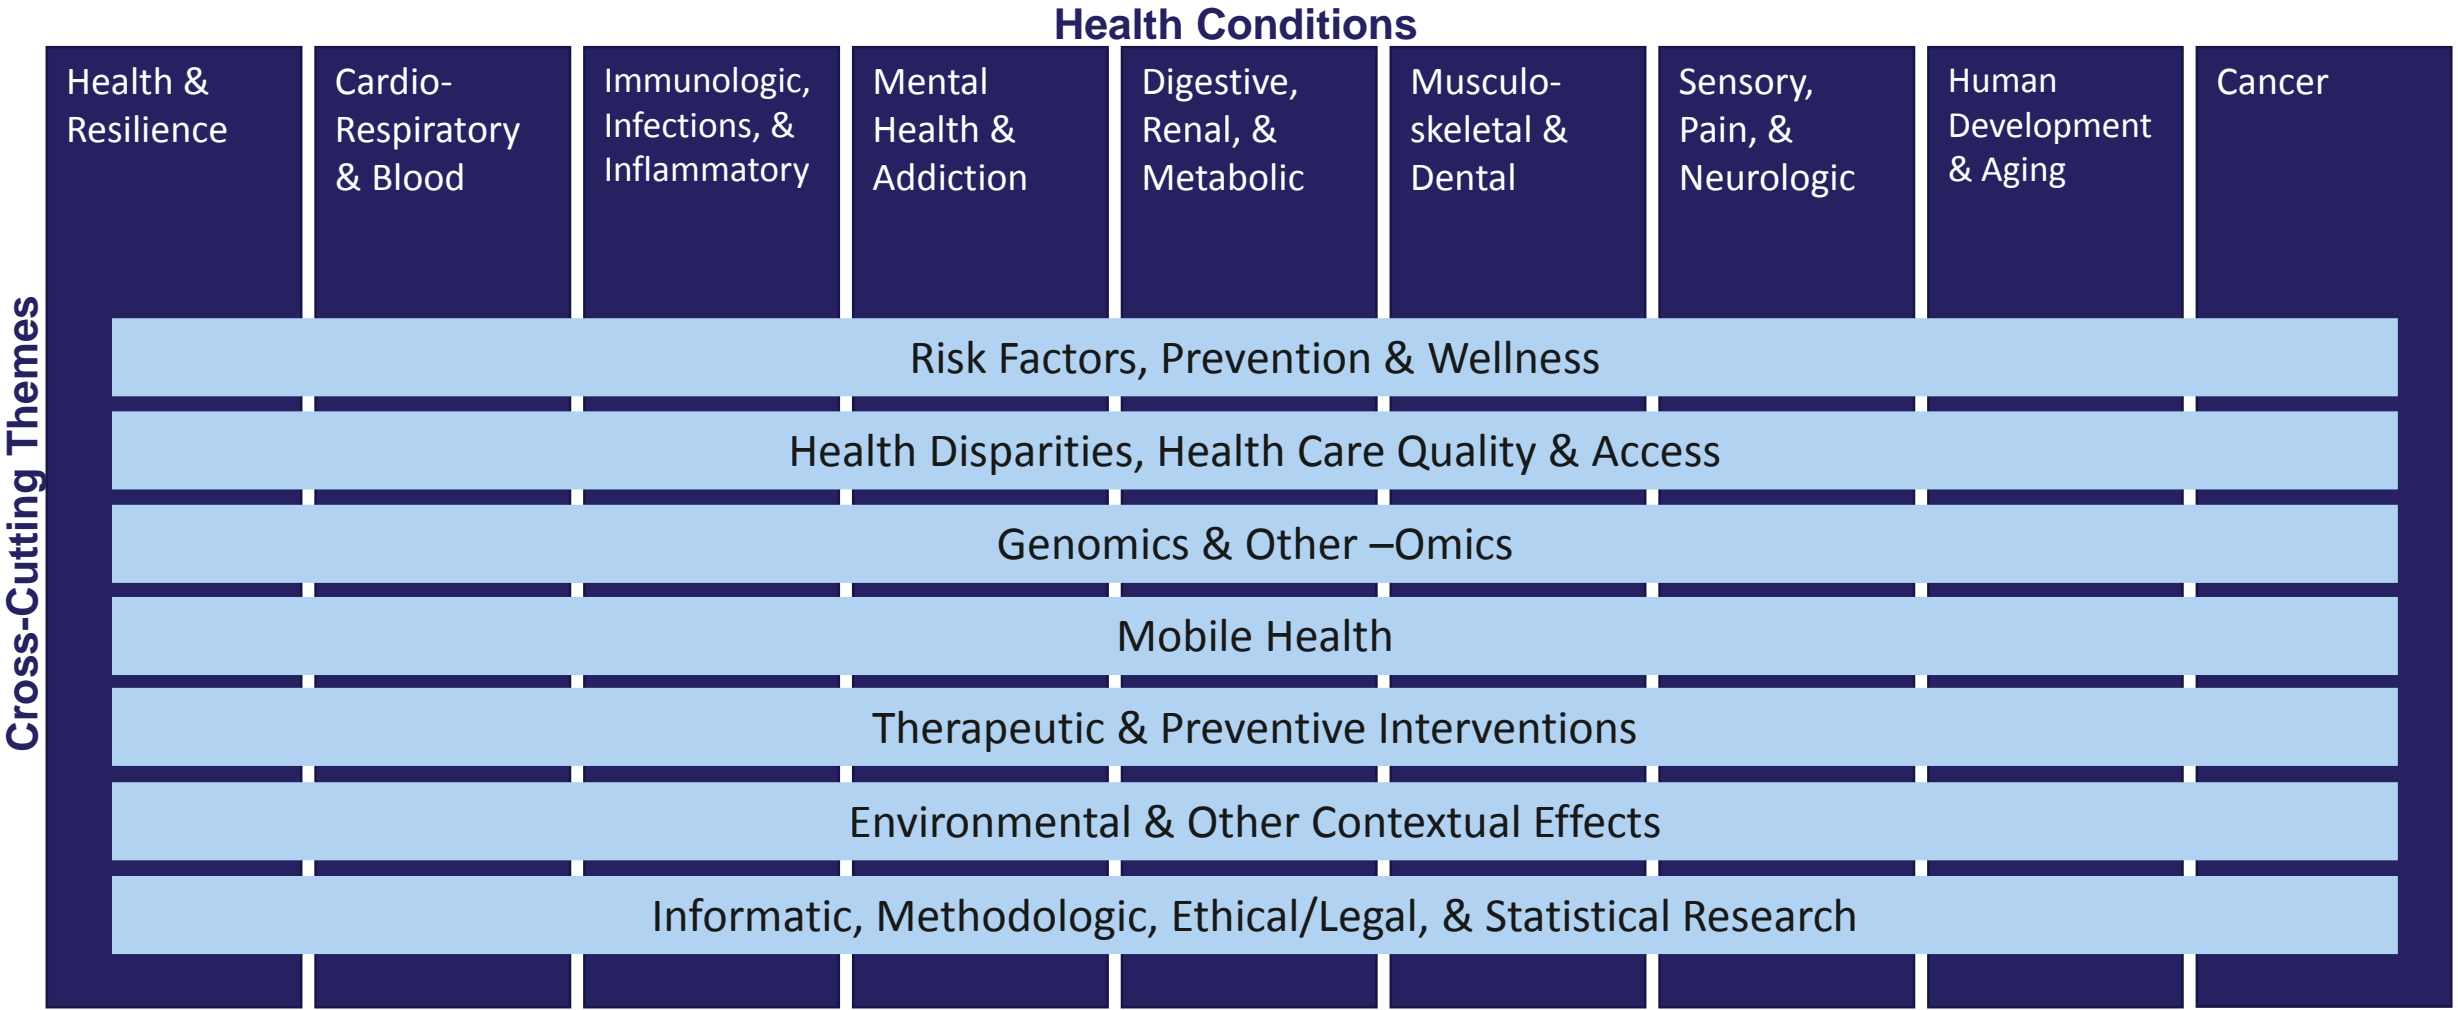 Health Conditions
Health &
Resilience
Cardio-
Respiratory
& Blood
Immunologic,
Infections, &
Inflammatory
Mental
Health &
Addiction
Digestive,
Renal, &
Metabolic
Musculo-
skeletal &
Dental
Sensory,
Pain, &
Neurologic
Human
Development
& Aging
Cancer
Cross-Cutting Themes
Risk Factors, Prevention & Wellness
Health Disparities, Health Care Quality & Access
Genomics & Other –Omics
Mobile Health
Therapeutic & Preventive Interventions
Environmental & Other Contextual Effects
Informatic, Methodologic, Ethical/Legal, & Statistical Research